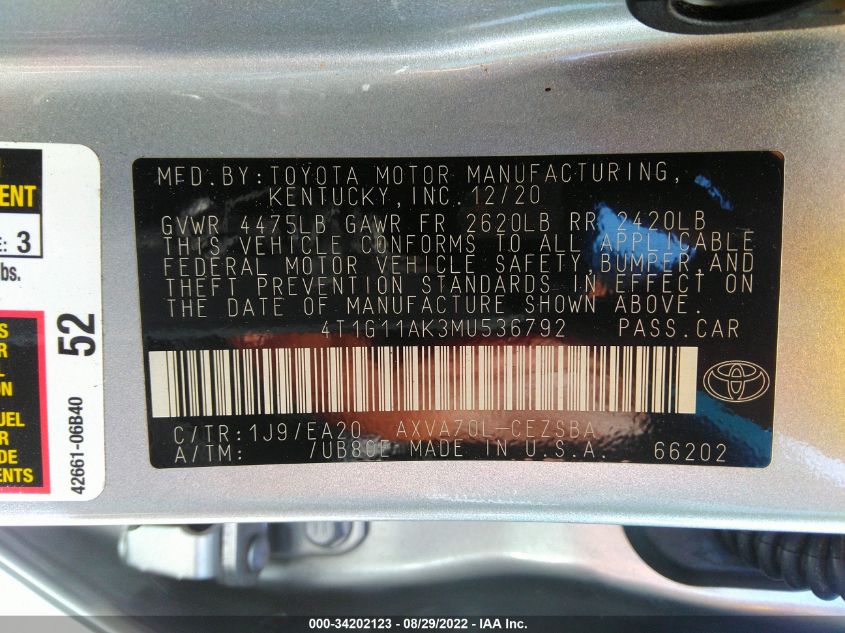 MFD.BY:TOYOTA MOTOR MANUFACTURING,
KENTUCKY,INC.12/20
GVWR 4475LB GAWR FR 2620LB RR 2420LB
THIS VEHICLE CONFORMS TO ALL APPLICABLE
FEDERAL MOTOR VEHICLE SAFETY,BUMPER,AND
THEFT PREVENTION STANDARDS IN EFFECT ON
THE DATE OF MANUFACTURE SHOWN ABOVE.
4T1G11AK3MU536792 PASS.CAR
C/TR:1J9/EA20 AXVA70L-CEZSBA
A/TM: /UB80E MADE IN U.S.A. 66202
: 3
52
42661-06B40
000-34202123 - 08/29/2022 - IAA Inc.